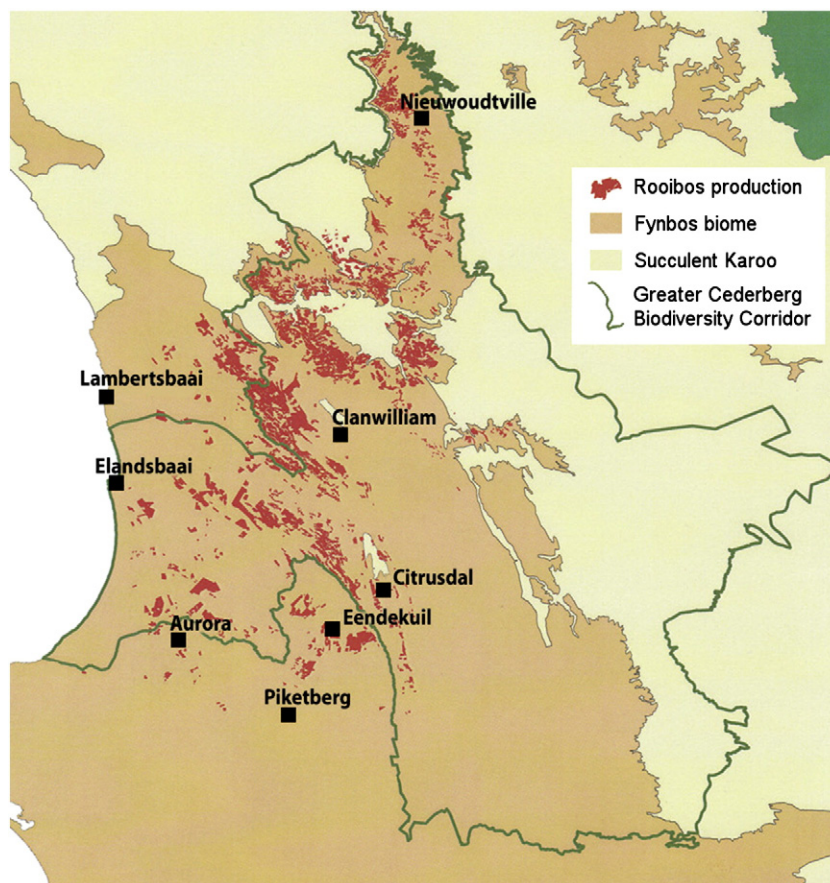 Nieuwoudtville
Rooibos production
Fynbos biome
Succulent Karoo
Greater Cederberg
Biodiversity Corridor
Lambertsbaai
Clanwilliam
Elandsbaai
Citrusdal
Eendekuil
Aurora
Piketberg